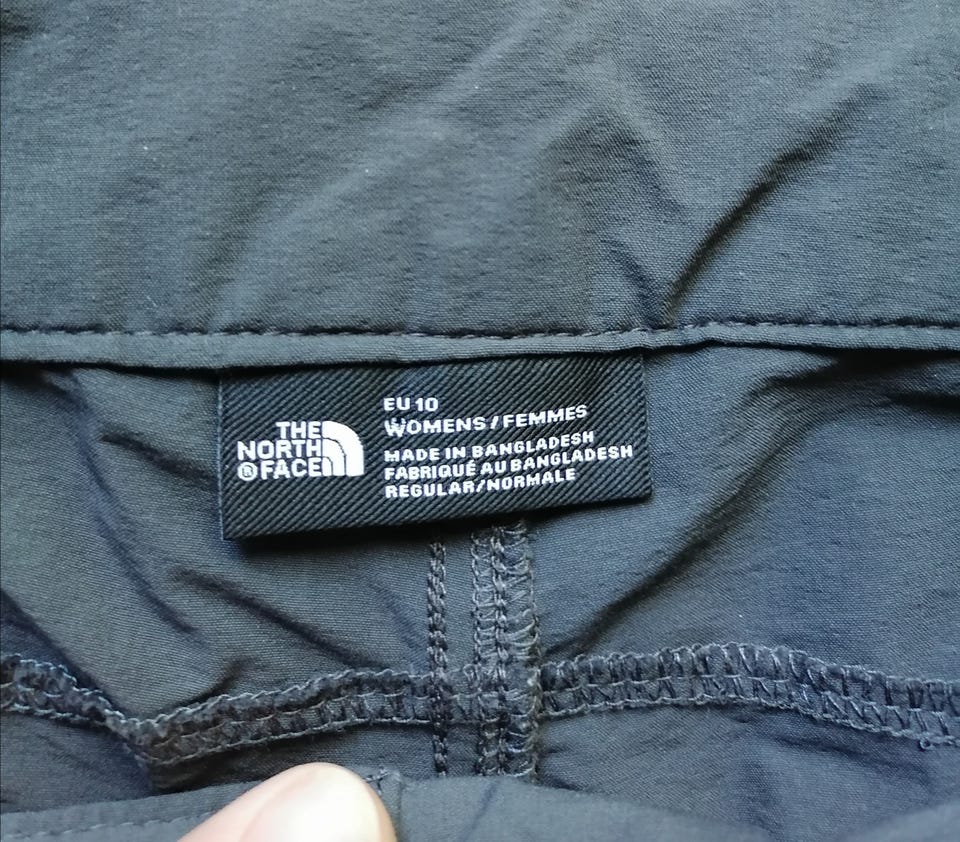 THE
NORTH
®FACE
EU 10
WOMENS / FEMMES
MADE IN BANGLADESH
FABRIQUÉ AU BANGLADESH
REGULAR/NORMALE